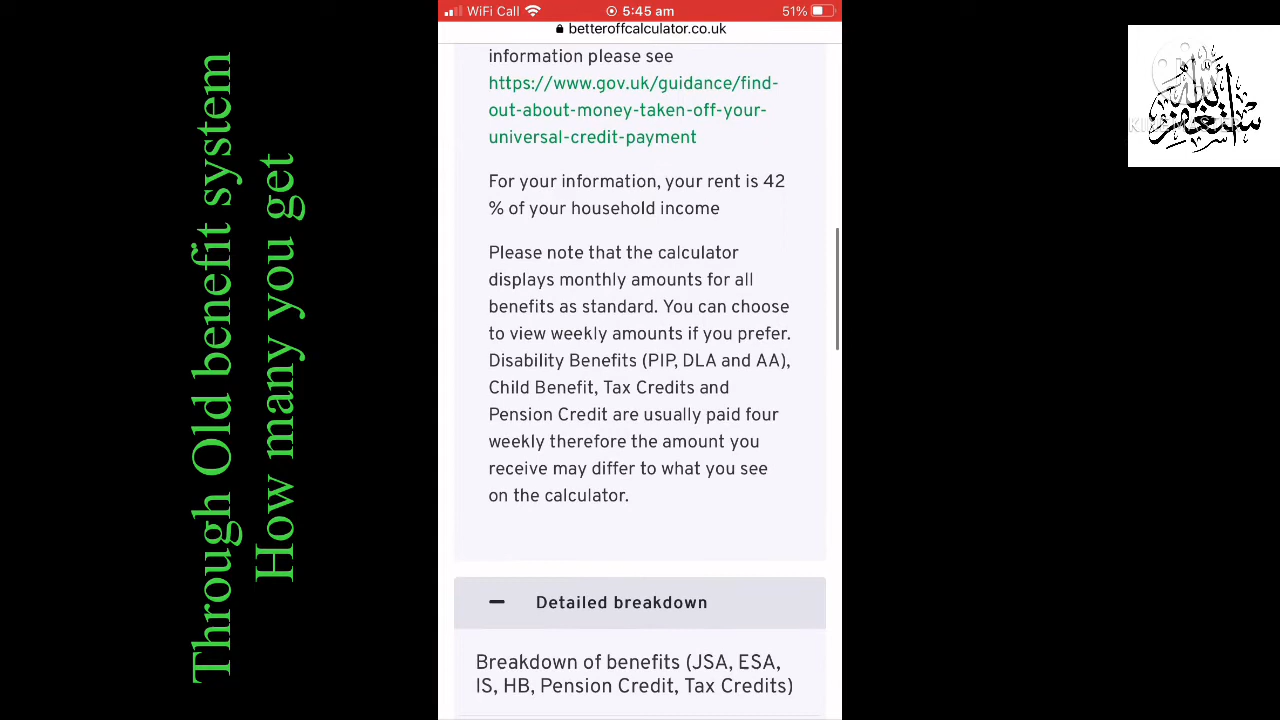 Through Old benefit system
How many you get
WiFi Call
5:45 am
51%
betteroffcalculator.co.uk
information please see
https://www.gov.uk/guidance/find-
out-about-money-taken-off-your-
universal-credit-payment
For your information, your rent is 42
% of your household income
Please note that the calculator
displays monthly amounts for all
benefits as standard. You can choose
to view weekly amounts if you prefer.
Disability Benefits (PIP, DLA and AA),
Child Benefit, Tax Credits and
Pension Credit are usually paid four
weekly therefore the amount you
receive may differ to what you see
on the calculator.
Detailed breakdown
Breakdown of benefits (JSA, ESA,
IS, HB, Pension Credit, Tax Credits)
أستغفر الله